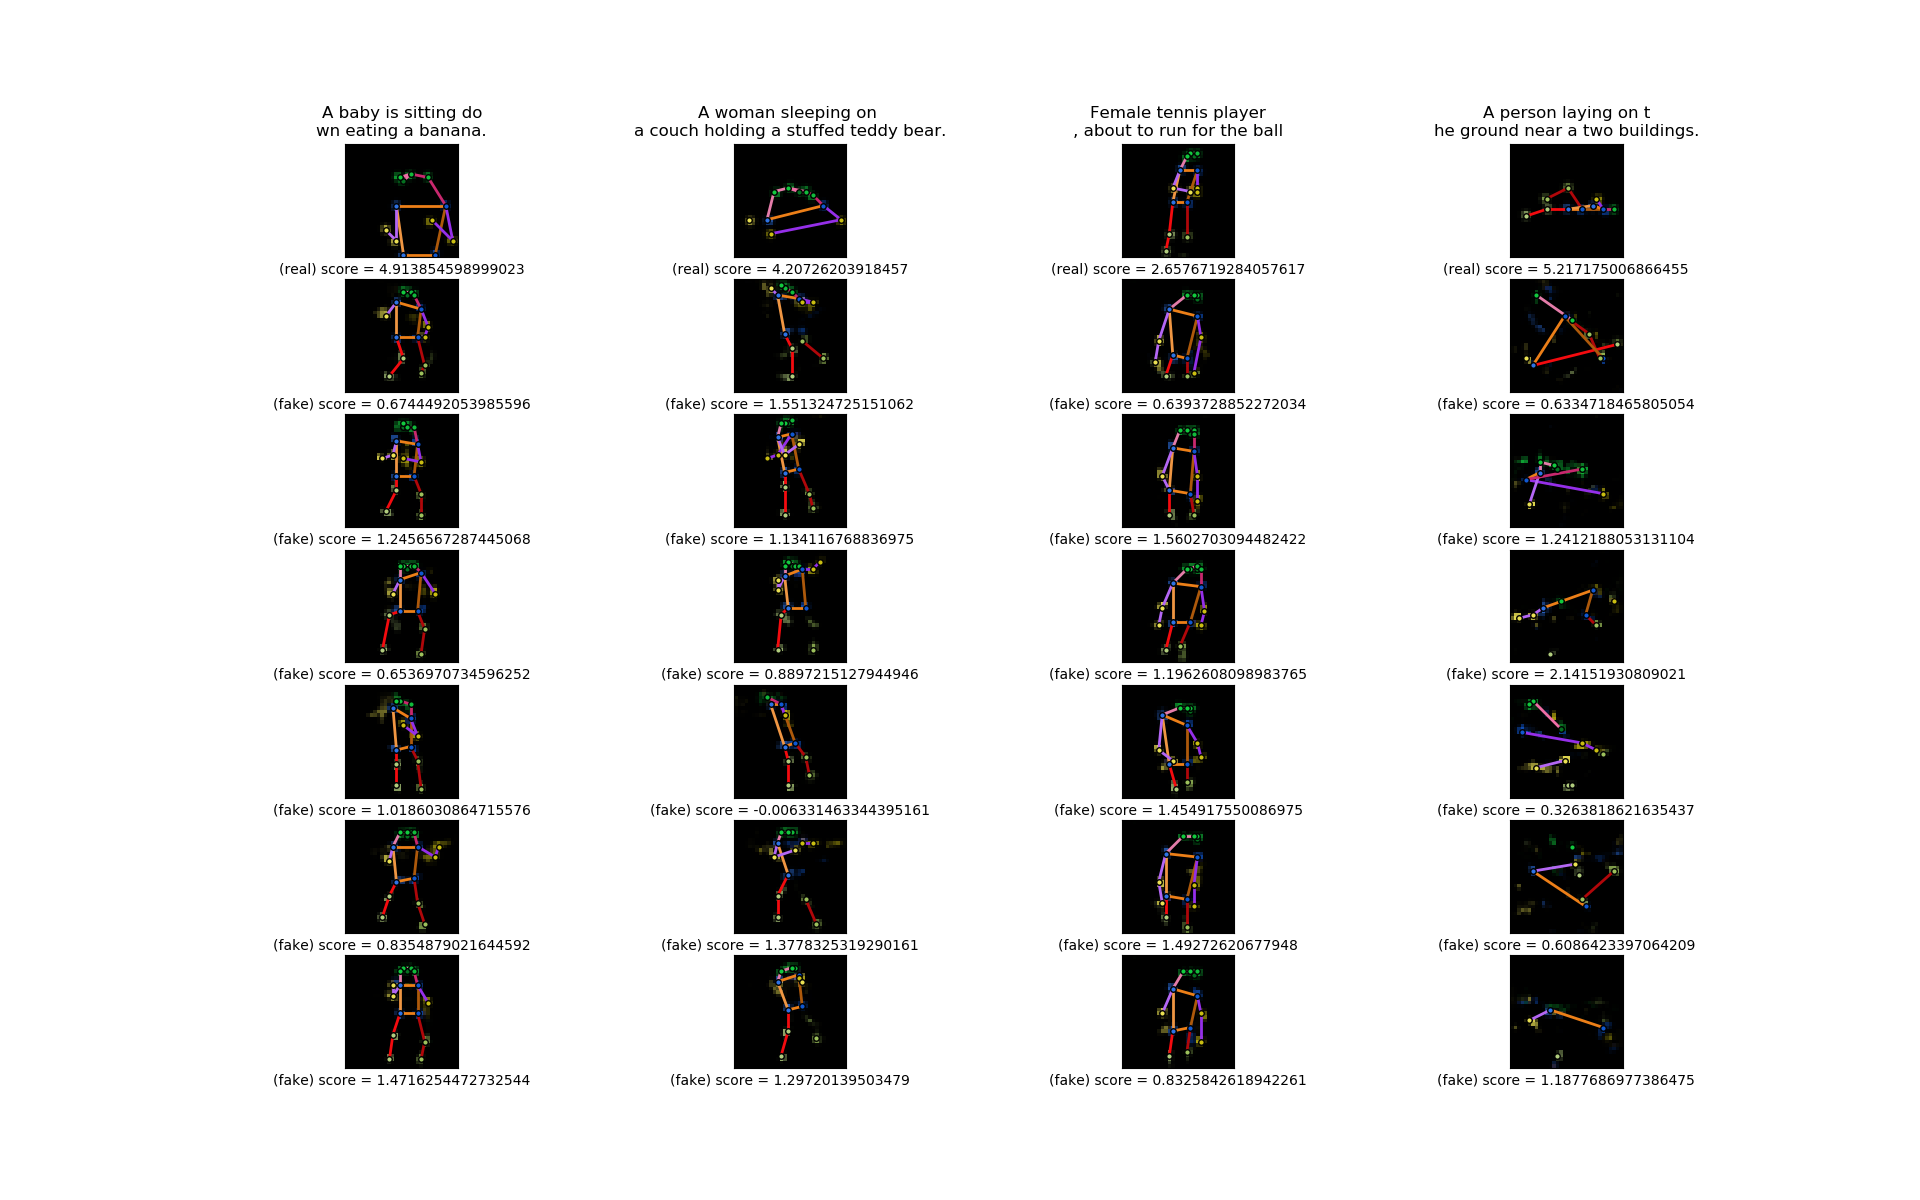 A baby is sitting do
wn eating a banana.
A woman sleeping on
a couch holding a stuffed teddy bear.
Female tennis player
, about to run for the ball
A person laying on t
he ground near a two buildings.
(real) score = 4.913854598999023
(real) score = 4.20726203918457
(real) score = 2.6576719284057617
(real) score = 5.217175006866455
(fake) score = 0.6744492053985596
(fake) score = 1.551324725151062
(fake) score = 0.6393728852272034
(fake) score = 0.6334718465805054
(fake) score = 1.2456567287445068
(fake) score = 1.134116768836975
(fake) score = 1.5602703094482422
(fake) score = 1.2412188053131104
(fake) score = 0.6536970734596252
(fake) score = 0.8897215127944946
(fake) score = 1.1962608098983765
(fake) score = 2.14151930809021
(fake) score = 1.0186030864715576
(fake) score = -0.006331463344395161
(fake) score = 1.454917550086975
(fake) score = 0.3263818621635437
(fake) score = 0.8354879021644592
(fake) score = 1.3778325319290161
(fake) score = 1.49272620677948
(fake) score = 0.6086423397064209
(fake) score = 1.4716254472732544
(fake) score = 1.29720139503479
(fake) score = 0.8325842618942261
(fake) score = 1.1877686977386475